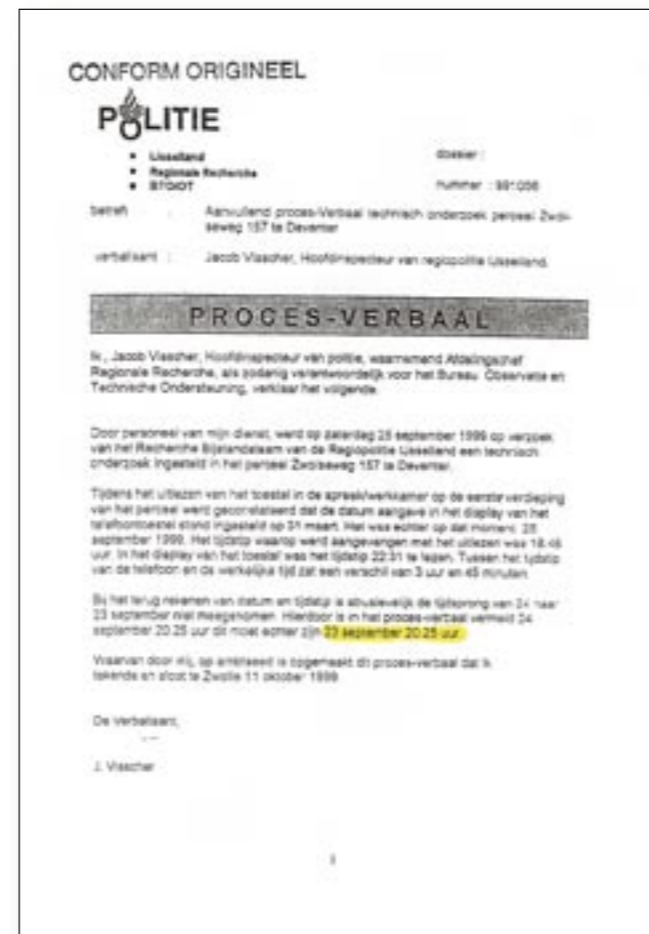 CONFORM ORIGINEEL
POLITIE
• IJsselland
• Regionale Recherche
• BTO/OT
dossier :
nummer : 991056
betreft : Aanvullend proces-Verbaal technisch onderzoek perceel Zwol-
seweg 157 te Deventer
verbalisant : Jacob Visscher, Hoofdinspecteur van regiopolitie IJsselland.
PROCES-VERBAAL
Ik, Jacob Visscher, Hoofdinspecteur van politie, waarnemend Afdelingschef
Regionale Recherche, als zodanig verantwoordelijk voor het Bureau Observatie en
Technische Ondersteuning, verklaar het volgende.
Door personeel van mijn dienst, werd op zaterdag 25 september 1999 op verzoek
van het Recherche Bijstandsteam van de Regiopolitie IJsselland een technisch
onderzoek ingesteld in het perceel Zwolseweg 157 te Deventer.
Tijdens het uitlezen van het toestel in de spreek/werkkamer op de eerste verdieping
van het perceel werd geconstateerd dat de datum aangave in het display van het
telefoontoestel stond ingesteld op 31 maart. Het was echter op dat moment 25
september 1999. Het tijdstip waarop werd aangevangen met het uitlezen was 18.46
uur. In het display van het toestel was het tijdstip 22:31 te lezen. Tussen het tijdstip
van de telefoon en de werkelijke tijd zat een verschil van 3 uur en 45 minuten.
Bij het terug rekenen van datum en tijdstip is abusievelijk de tijdsprong van 24 naar
23 september niet meegenomen. Hierdoor is in het proces-verbaal vermeld 24
september 20.25 uur dit moet echter zijn 23 september 20.25 uur.
Waarvan door mij, op ambtseed is opgemaakt dit proces-verbaal dat ik
tekende en sloot te Zwolle 11 oktober 1999
De Verbalisant,
J. Visscher